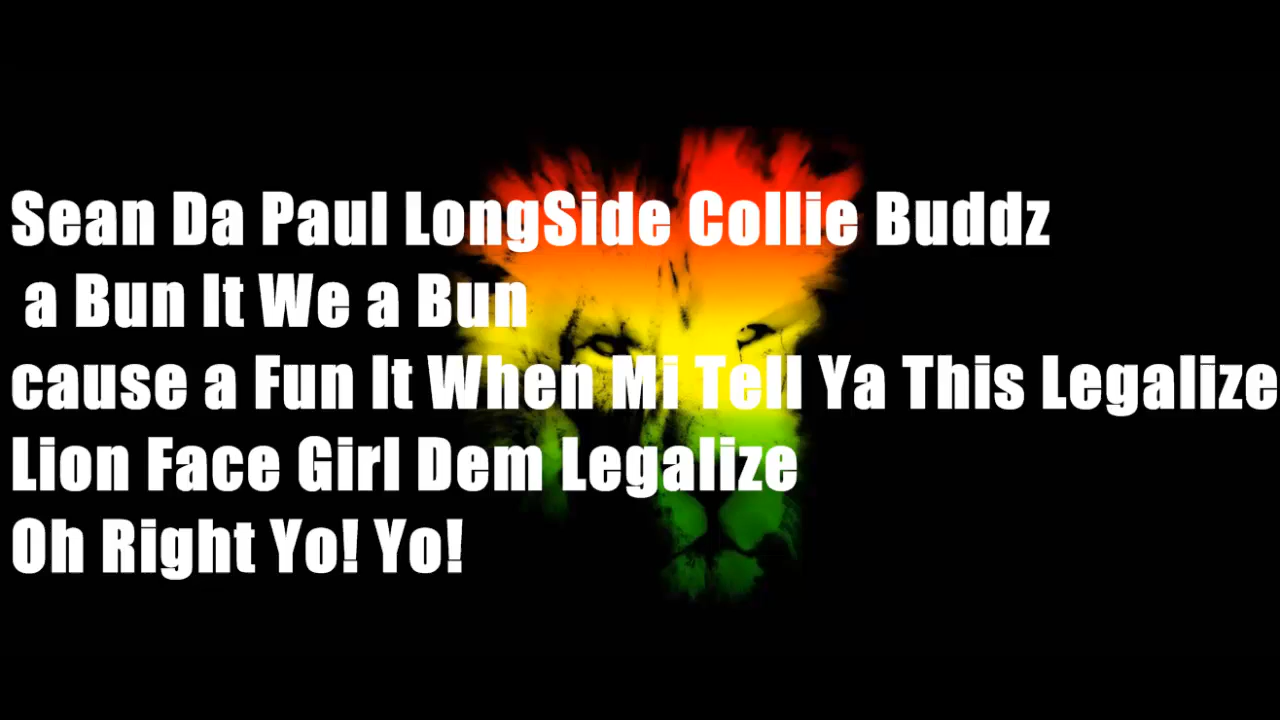 Sean Da Paul LongSide Collie Buddz
a Bun It We a Bun
cause a Fun It When Mi Tell Ya This Legalize
Lion Face Girl Dem Legalize
Oh Right Yo! Yo!